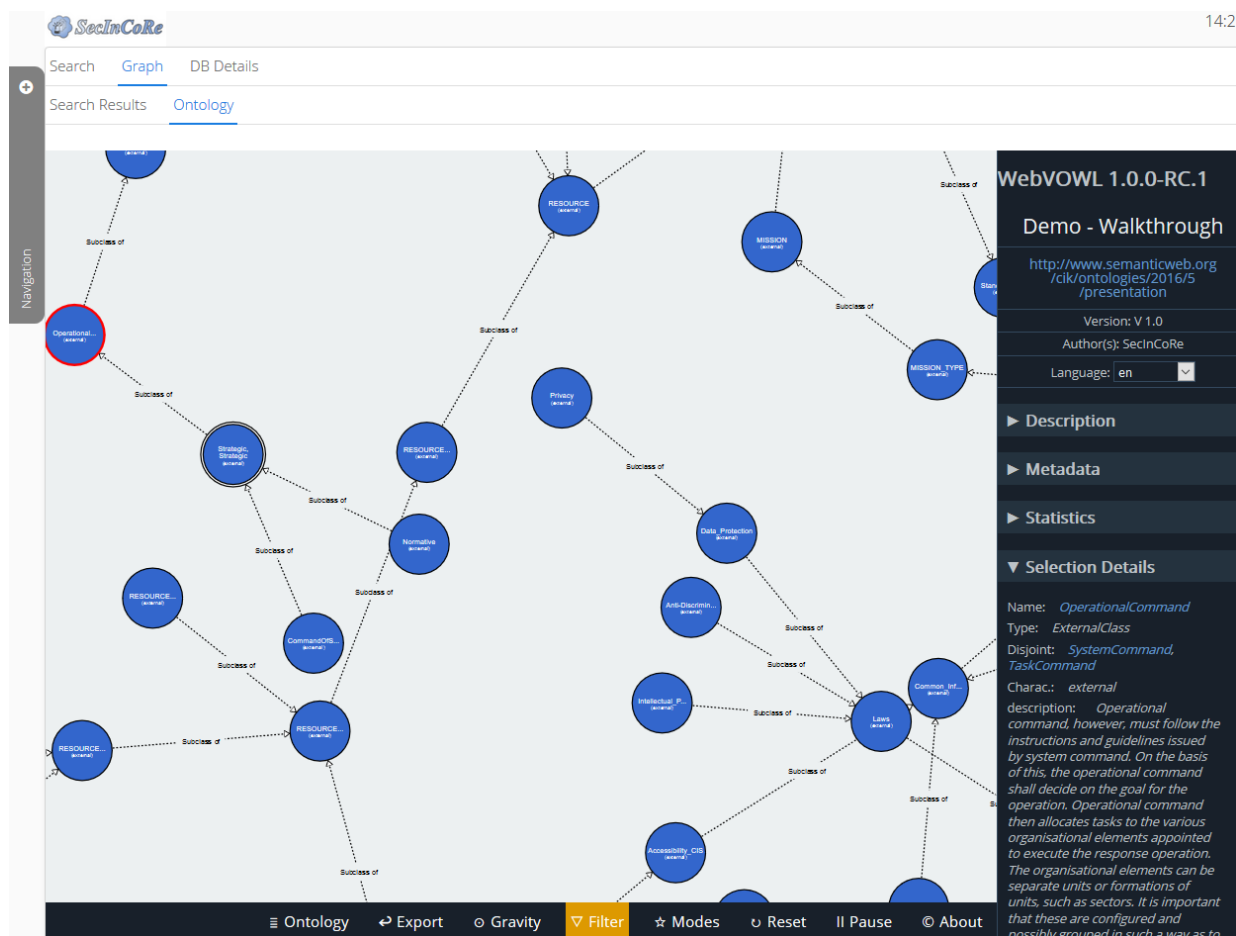 SecInCoRe
14:2
Search Graph DB Details
Search Results Ontology
Navigation
(external)
Subclass of
Operational...
(external)
Subclass of
Strategic,
Strategic
(external)
Subclass of
Normative
(external)
Subclass of
CommandOfS...
(external)
RESOURCE
(external)
Subclass of
RESOURCE...
(external)
Subclass of
RESOURCE...
(external)
Subclass of
RESOURCE...
(external)
Subclass of
RESOURCE...
(external)
Subclass of
MISSION
(external)
Subclass of
MISSION_TYPE
(external)
Subclass of
Stan
Privacy
(external)
Subclass of
Data_Protection
(external)
Subclass of
Anti-Discrimin...
(external)
Subclass of
Intellectual_P...
(external)
Subclass of
Laws
(external)
Common_Inf...
(external)
Subclass of
Subclass of
Accessibility_CIS
(external)
WebVOWL 1.0.0-RC.1
Demo - Walkthrough
http://www.semanticweb.org
/cik/ontologies/2016/5
/presentation
Version: V 1.0
Author(s): SecInCoRe
Language: en
Description
Metadata
Statistics
Selection Details
Name: OperationalCommand
Type: ExternalClass
Disjoint: SystemCommand,
TaskCommand
Charac.: external
description: Operational
command, however, must follow the
instructions and guidelines issued
by system command. On the basis
of this, the operational command
shall decide on the goal for the
operation. Operational command
then allocates tasks to the various
organisational elements appointed
to execute the response operation.
The organisational elements can be
separate units or formations of
units, such as sectors. It is important
that these are configured and
possibly grouped in such a way as to
Ontology Export Gravity Filter Modes Reset Pause © About